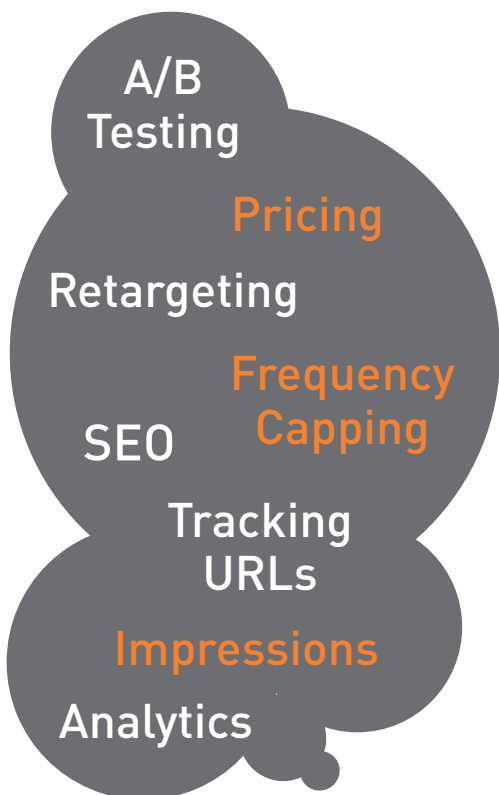 A/B
Testing
Pricing
Retargeting
Frequency
Capping
SEO
Tracking
URLs
Impressions
Analytics